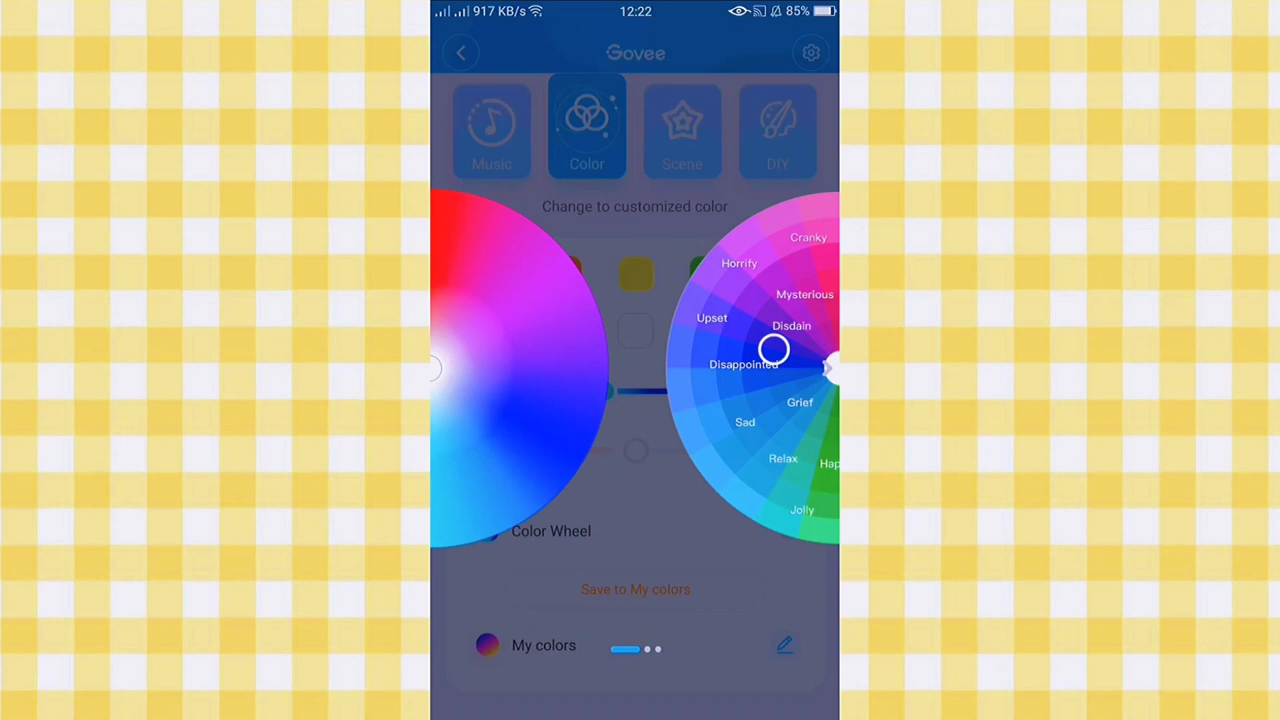 917 KB/s 12:22 85%
Govee
Music Color Scene DIY
Change to customized color
Cranky
Horrify
Mysterious
Upset
Disdain
Disappointed
Grief
Sad
Relax
Hap
Jolly
Color Wheel
Save to My colors
My colors